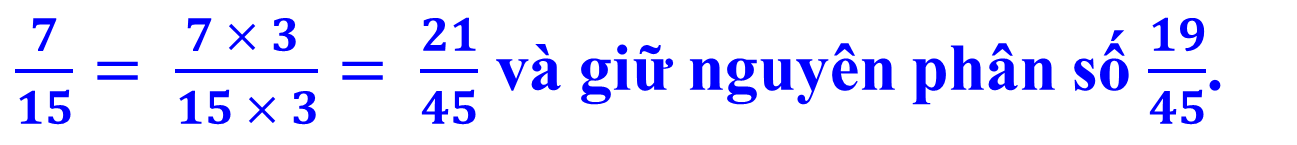 7/15 = 7 × 3/15 × 3 = 21/45 và giữ nguyên phân số 19/45.